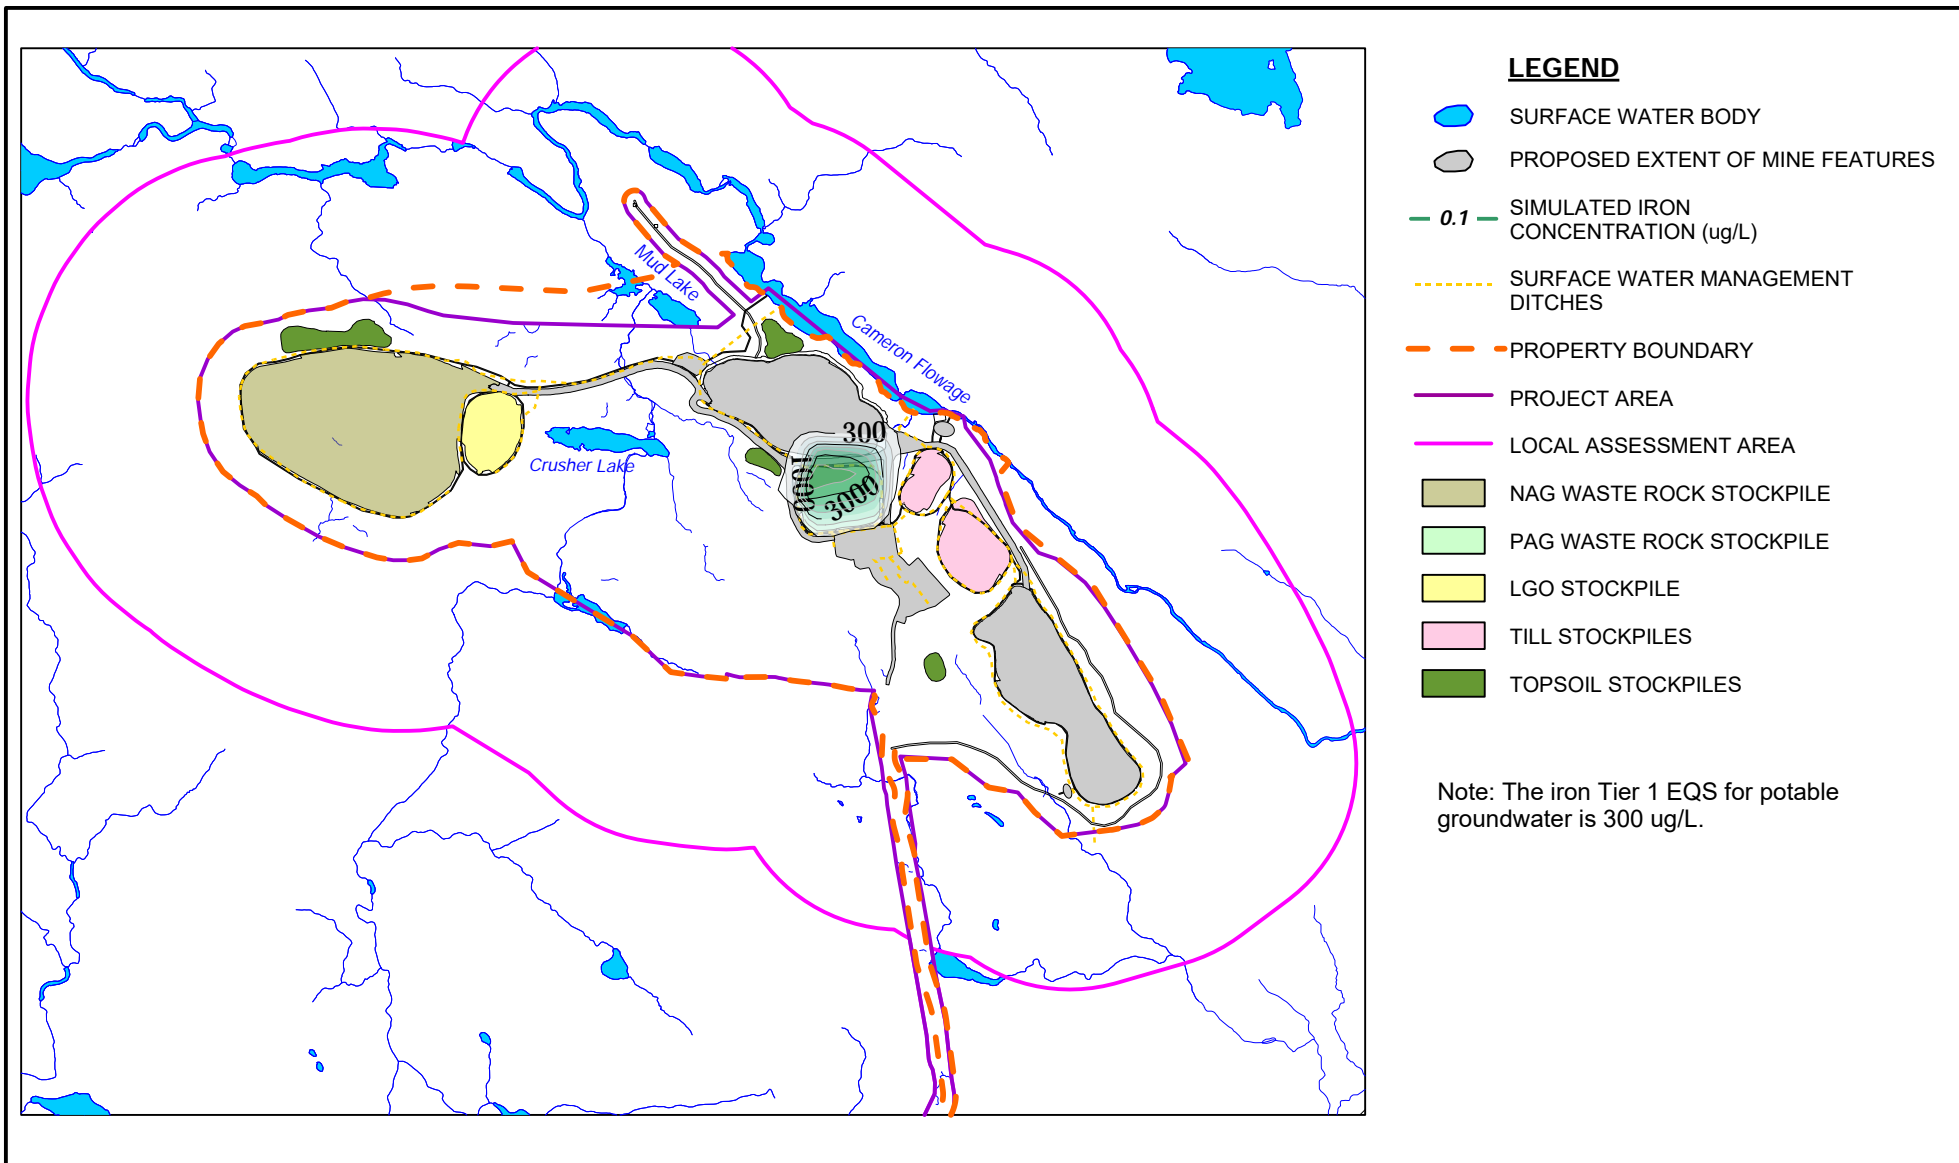 LEGEND
SURFACE WATER BODY
PROPOSED EXTENT OF MINE FEATURES
0.1
SIMULATED IRON
CONCENTRATION (ug/L)
SURFACE WATER MANAGEMENT
DITCHES
PROPERTY BOUNDARY
PROJECT AREA
LOCAL ASSESSMENT AREA
NAG WASTE ROCK STOCKPILE
PAG WASTE ROCK STOCKPILE
LGO STOCKPILE
TILL STOCKPILES
TOPSOIL STOCKPILES
Note: The iron Tier 1 EQS for potable
groundwater is 300 ug/L.
Mud Lake
Cameron Flowage
Crusher Lake
300
1000
3000